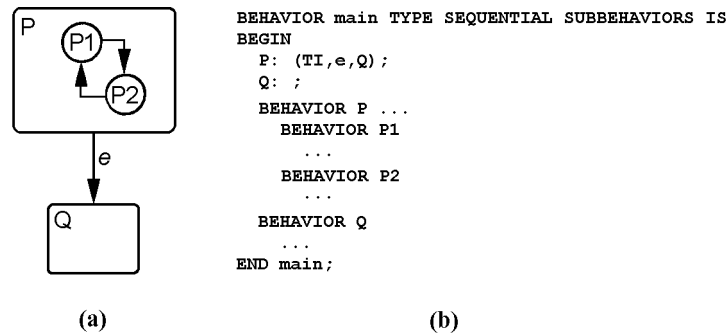 P
P1
P2
e
Q
(a)
BEHAVIOR main TYPE SEQUENTIAL SUBBEHAVIORS IS
BEGIN
P: (TI,e,Q);
Q: ;
BEHAVIOR P ...
BEHAVIOR P1
...
BEHAVIOR P2
...
BEHAVIOR Q
...
END main;
(b)